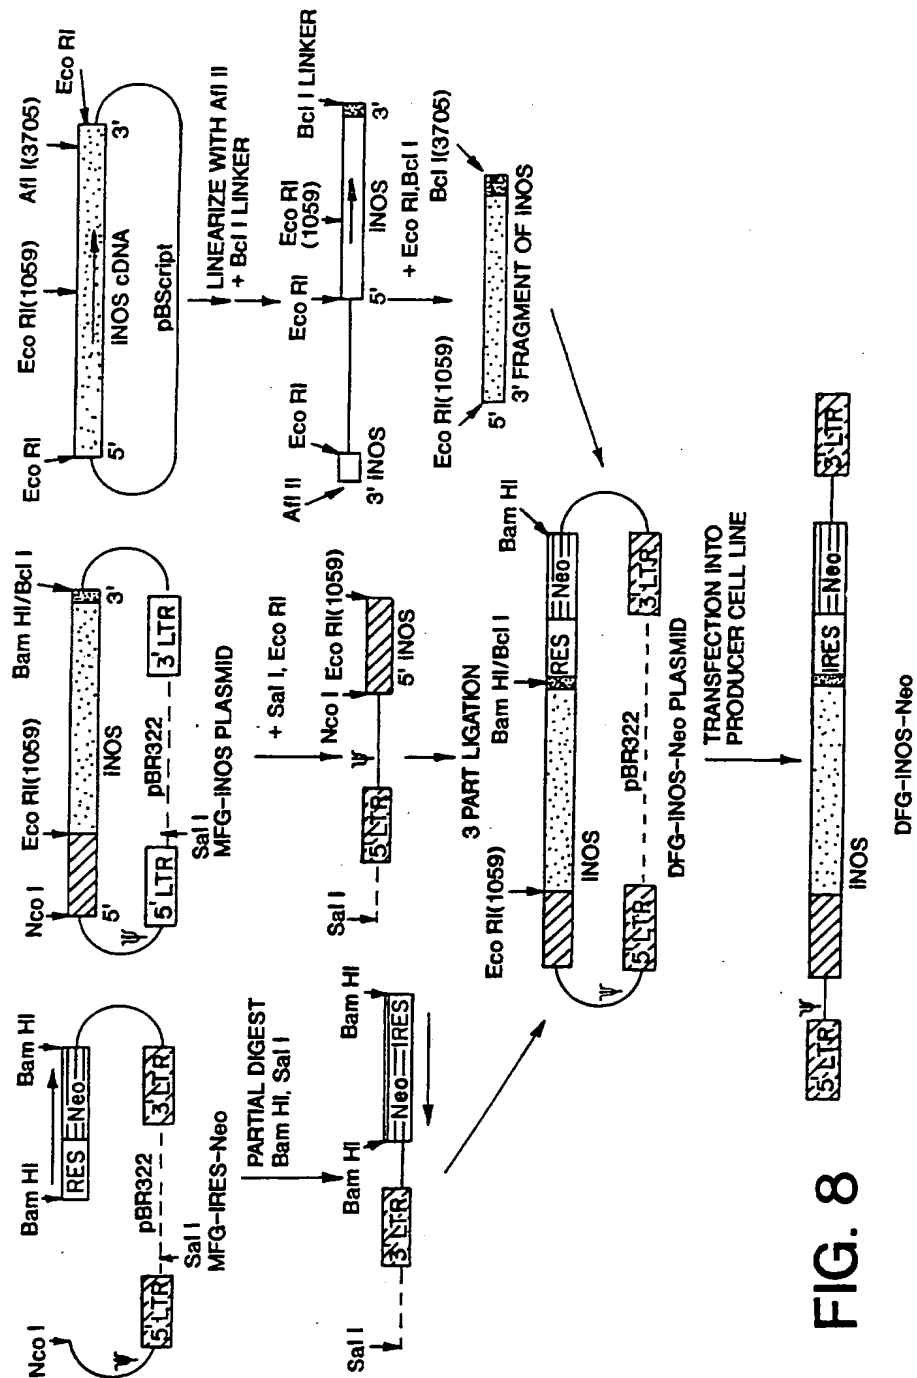 Nco I
Bam HI
Bam HI
RES
Neo
Ψ
5' LTR
pBR322
3' LTR
Sal I
MFG-IRES-Neo
PARTIAL DIGEST
Bam HI, Sal I
Sal I
3' LTR
Bam HI
Neo
IRES
Bam HI
Nco I
Eco RI(1059)
Bam HI/Bcl I
5'
iNOS
3'
Ψ
5' LTR
pBR322
3' LTR
Sal I
MFG-iNOS PLASMID
+ Sal I, Eco RI
Sal I
5' LTR
Ψ
Nco I
Eco RI(1059)
5' iNOS
Eco RI
Eco RI(1059)
Afl I(3705)
Eco RI
5'
iNOS cDNA
3'
pBScript
LINEARIZE WITH Afl II
+ Bcl I LINKER
Afl II
Eco RI
Eco RI
Eco RI
(1059)
Bcl I LINKER
3' iNOS
5'
iNOS
3'
+ Eco RI,Bcl I
Eco RI(1059)
Bcl I(3705)
5'
3' FRAGMENT OF iNOS
3 PART LIGATION
Eco RI(1059)
Bam HI/Bcl I
Bam HI
iNOS
RES
Neo
Ψ
5' LTR
pBR322
3' LTR
DFG-iNOS-Neo PLASMID
TRANSFECTION INTO
PRODUCER CELL LINE
5' LTR
Ψ
iNOS
IRES
Neo
3' LTR
DFG-iNOS-Neo
FIG. 8